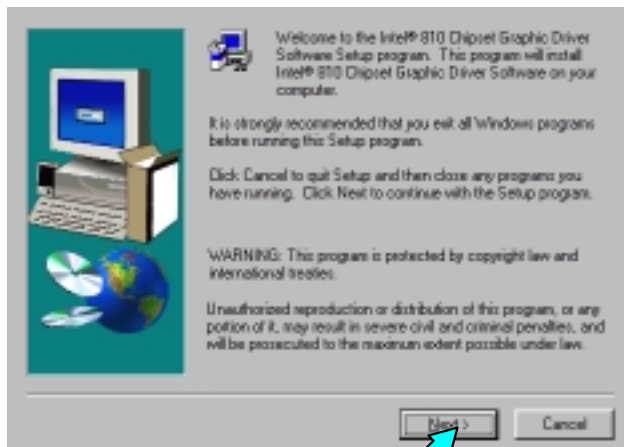 Welcome to the Intel® 810 Chipset Graphic Driver
Software Setup program. This program will install
Intel® 810 Chipset Graphic Driver Software on your
computer.
It is strongly recommended that you exit all Windows programs
before running this Setup program.
Click Cancel to quit Setup and then close any programs you
have running. Click Next to continue with the Setup program.
WARNING: This program is protected by copyright law and
international treaties.
Unauthorized reproduction or distribution of this program, or any
portion of it, may result in severe civil and criminal penalties, and
will be prosecuted to the maximum extent possible under law.
Next > Cancel